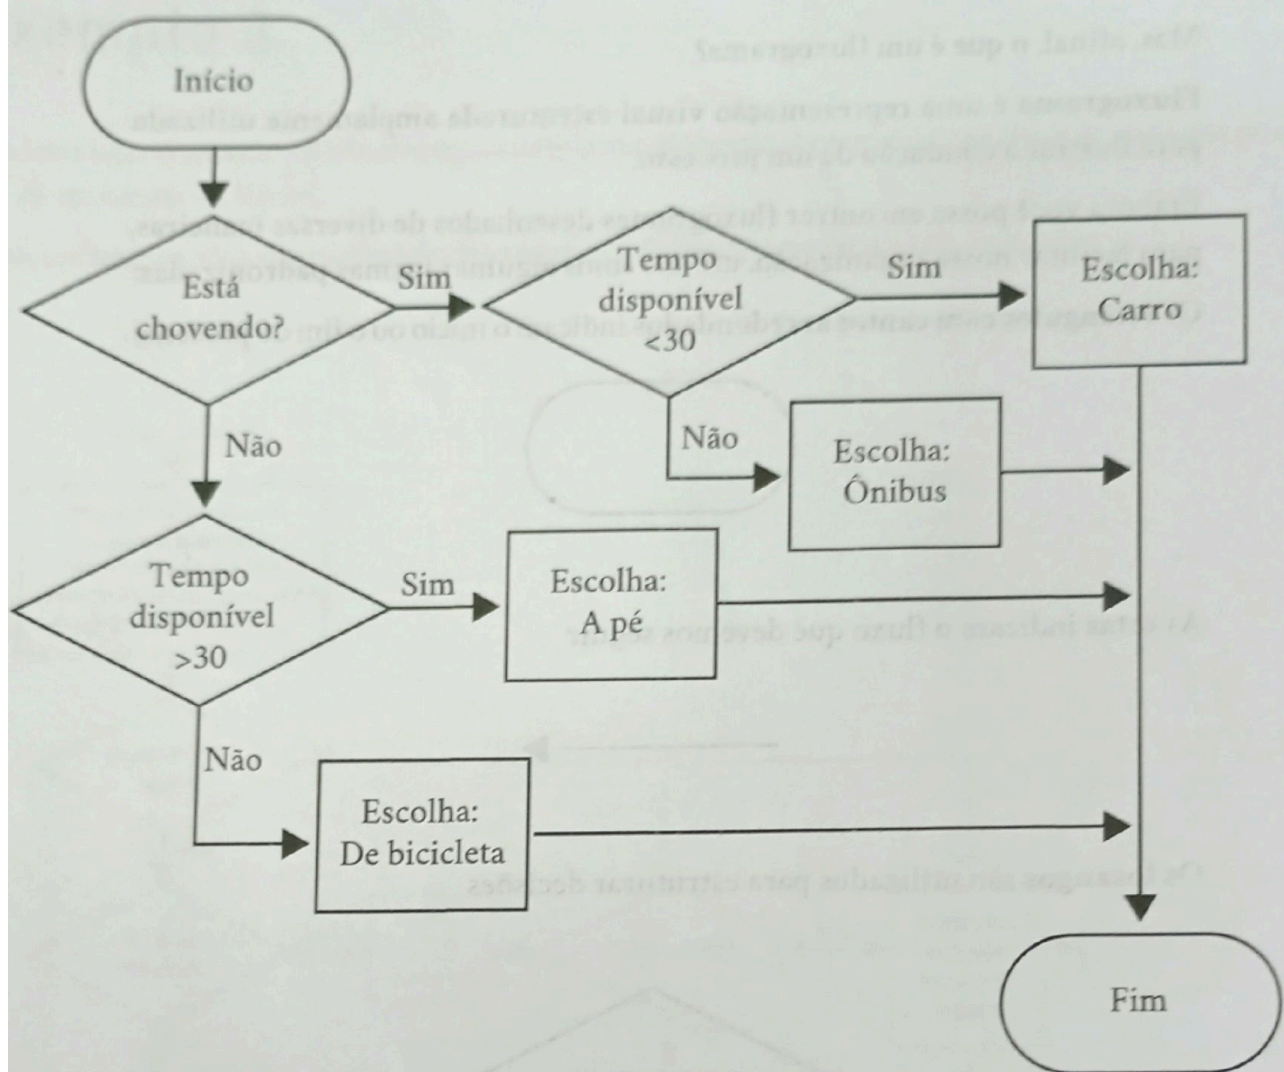 Início
Está
chovendo?
Sim
Tempo
disponível
<30
Sim
Escolha:
Carro
Não
Escolha:
Ônibus
Não
Tempo
disponível
>30
Sim
Escolha:
A pé
Não
Escolha:
De bicicleta
Fim